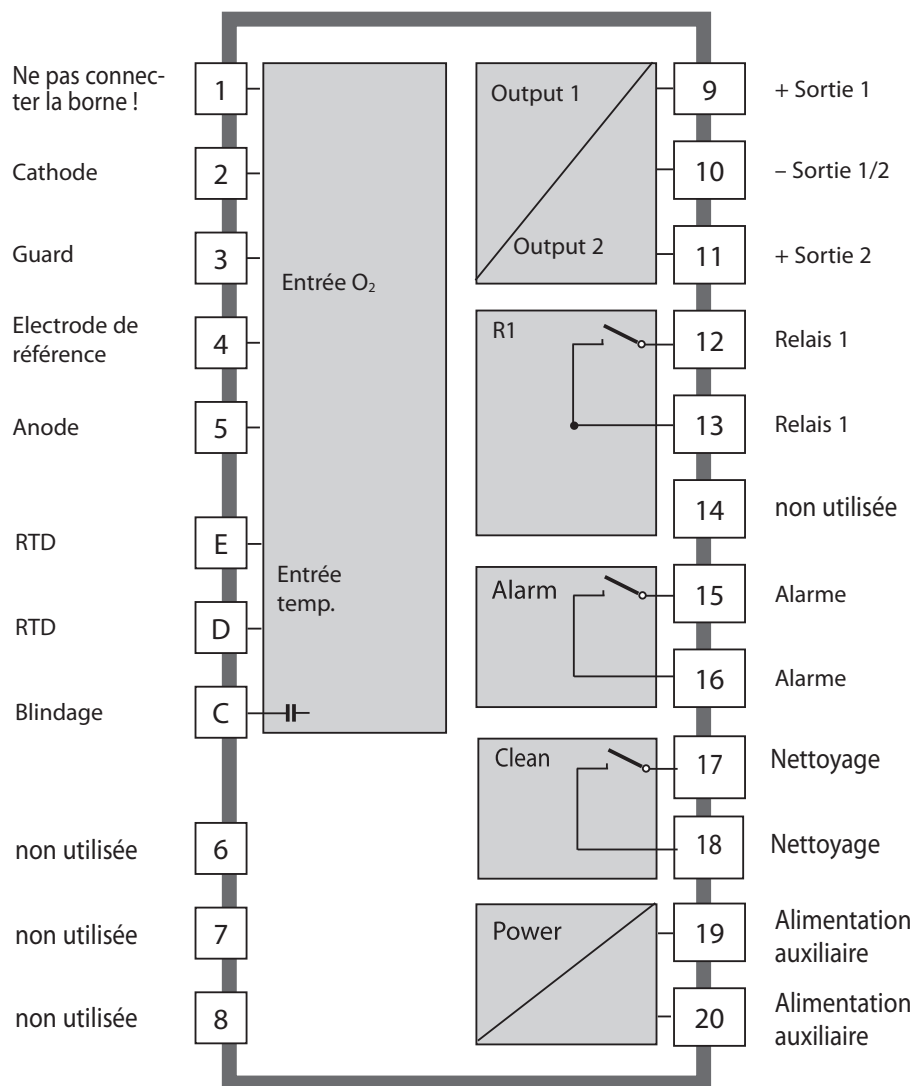 Ne pas connec-
ter la borne !
1
Cathode
2
Guard
3
Electrode de
référence
4
Anode
5
RTD
E
RTD
D
Blindage
C
non utilisée
6
non utilisée
7
non utilisée
8
Entrée O₂
Entrée
temp.
Output 1
Output 2
9
+ Sortie 1
10
– Sortie 1/2
11
+ Sortie 2
R1
12
Relais 1
13
Relais 1
14
non utilisée
Alarm
15
Alarme
16
Alarme
Clean
17
Nettoyage
18
Nettoyage
Power
19
Alimentation
auxiliaire
20
Alimentation
auxiliaire